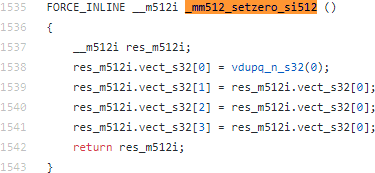 1535 FORCE_INLINE __m512i _mm512_setzero_si512 ()
1536 {
1537 __m512i res_m512i;
1538 res_m512i.vect_s32[0] = vdupq_n_s32(0);
1539 res_m512i.vect_s32[1] = res_m512i.vect_s32[0];
1540 res_m512i.vect_s32[2] = res_m512i.vect_s32[0];
1541 res_m512i.vect_s32[3] = res_m512i.vect_s32[0];
1542 return res_m512i;
1543 }